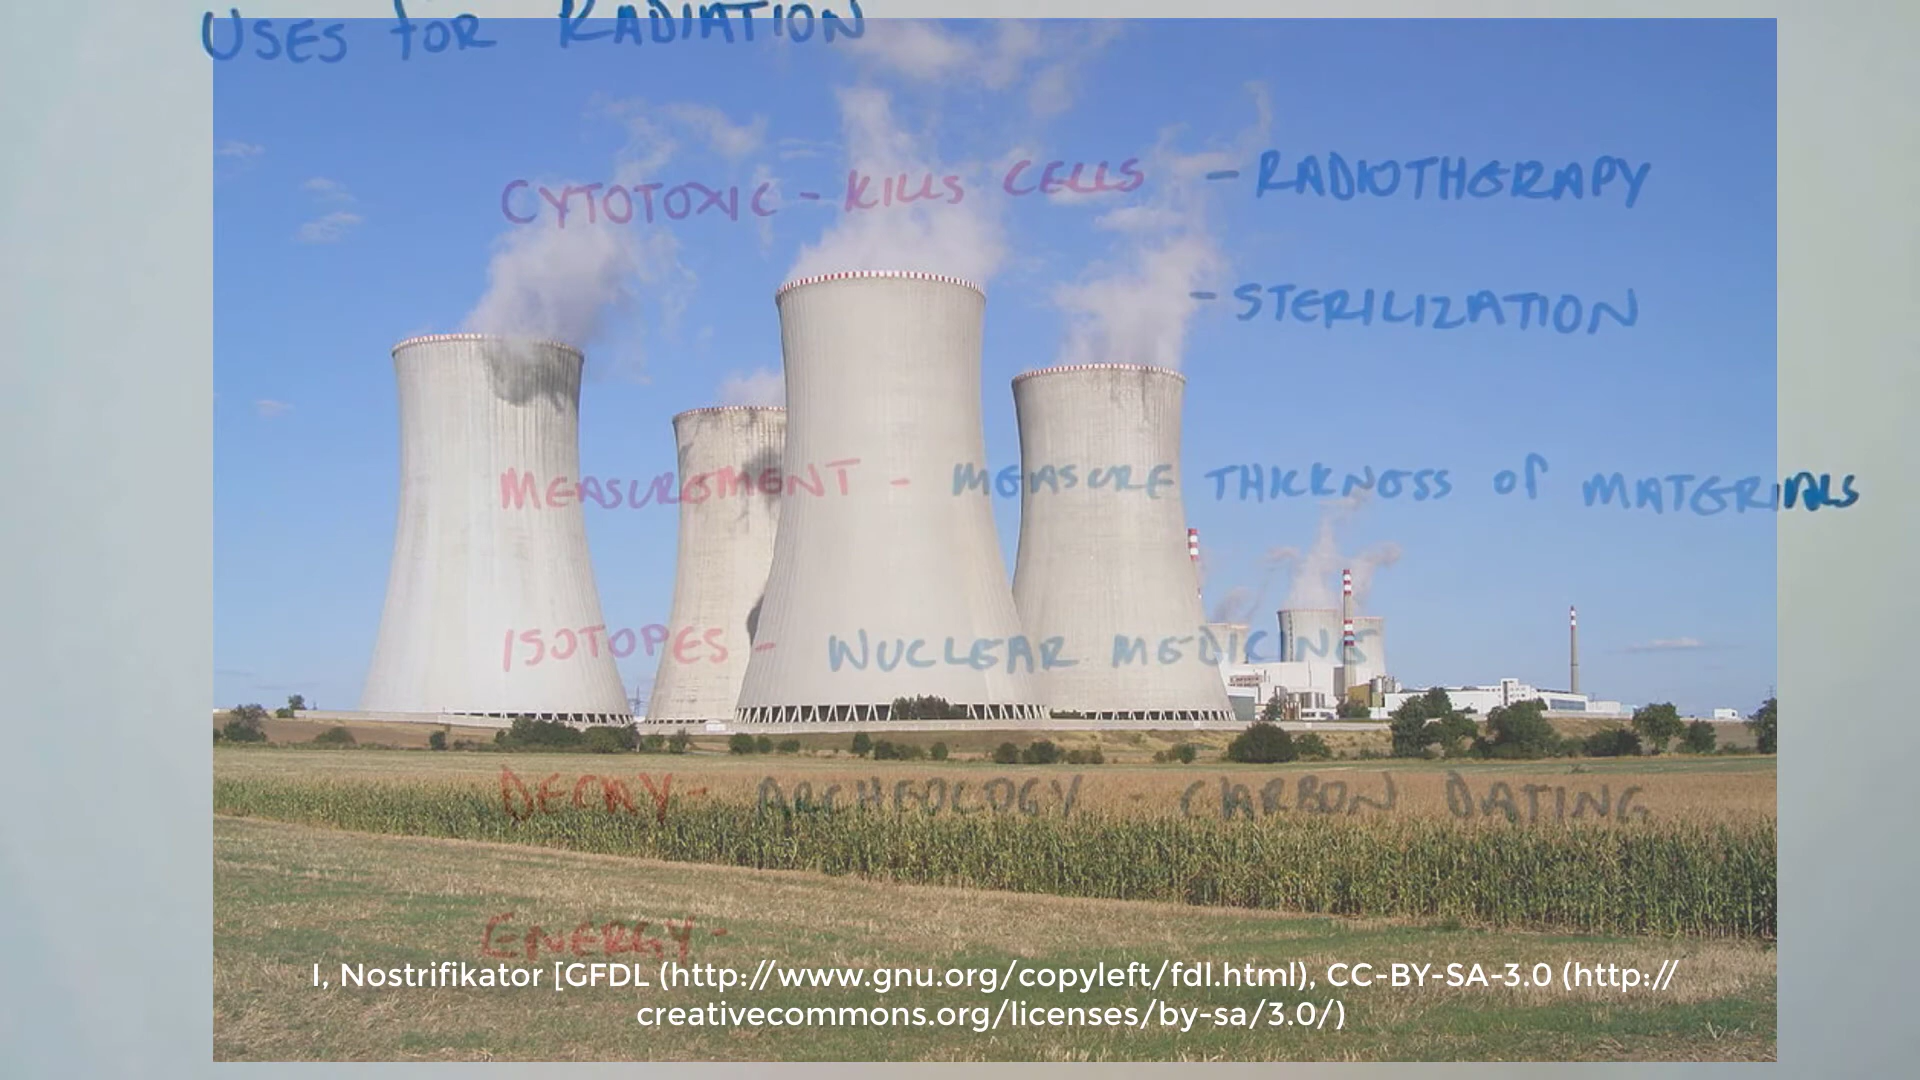 USES FOR RADIATION
CYTOTOXIC - KILLS CELLS - RADIOTHERAPY
- STERILIZATION
MEASUREMENT - MEASURE THICKNESS OF MATERIALS
ISOTOPES - NUCLEAR MEDICINE
DECAY - ARCHEOLOGY - CARBON DATING
ENERGY -
I, Nostrifikator [GFDL (http://www.gnu.org/copyleft/fdl.html), CC-BY-SA-3.0 (http://
creativecommons.org/licenses/by-sa/3.0/)